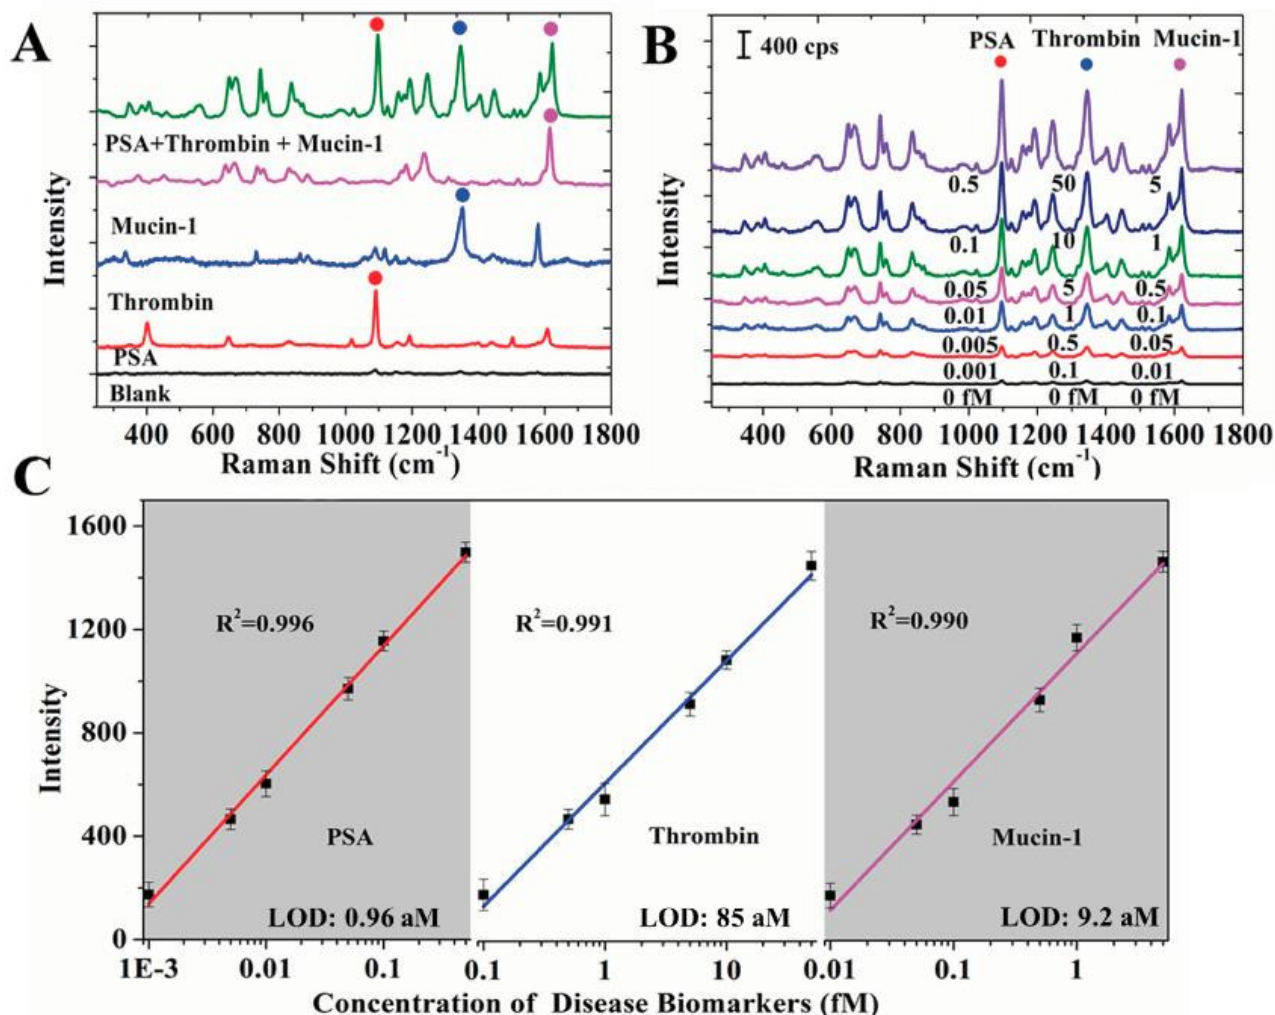 A
PSA+Thrombin + Mucin-1
Mucin-1
Thrombin
PSA
Blank
Intensity
400 600 800 1000 1200 1400 1600 1800
Raman Shift (cm⁻¹)
B
400 cps
PSA Thrombin Mucin-1
0.5 50 5
0.1 10 1
0.05 5 0.5
0.01 1 0.1
0.005 0.5 0.05
0.001 0.1 0.01
0 fM 0 fM 0 fM
Intensity
400 600 800 1000 1200 1400 1600 1800
Raman Shift (cm⁻¹)
C
1600
1200
800
400
0
Intensity
R²=0.996
PSA
LOD: 0.96 aM
R²=0.991
Thrombin
LOD: 85 aM
R²=0.990
Mucin-1
LOD: 9.2 aM
1E-3 0.01 0.1 0.1 1 10 0.01 0.1 1
Concentration of Disease Biomarkers (fM)